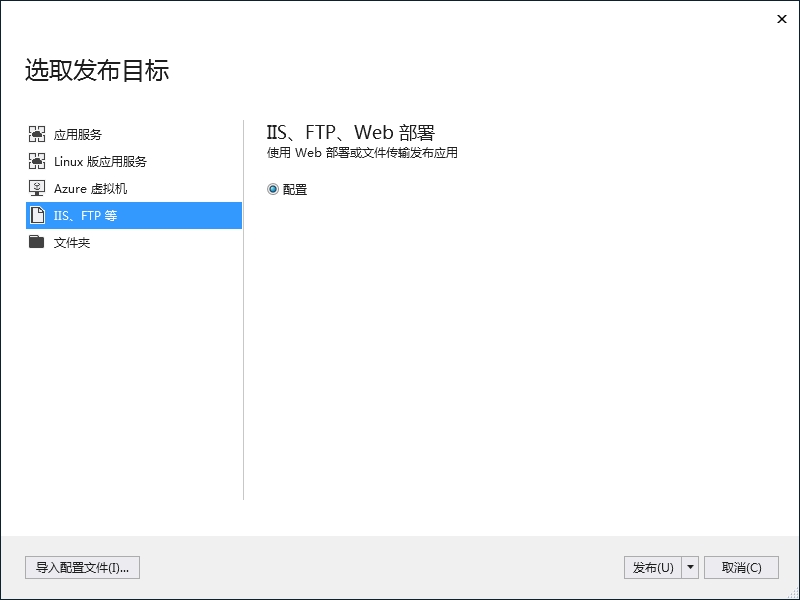 选取发布目标
应用服务
Linux 版应用服务
Azure 虚拟机
IIS、FTP 等
文件夹
IIS、FTP、Web 部署
使用 Web 部署或文件传输发布应用
配置
导入配置文件(I)...
发布(U)
取消(C)